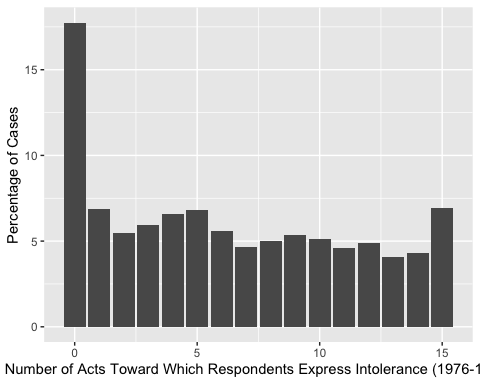 15
10
5
0
Percentage of Cases
0 5 10 15
Number of Acts Toward Which Respondents Express Intolerance (1976-1